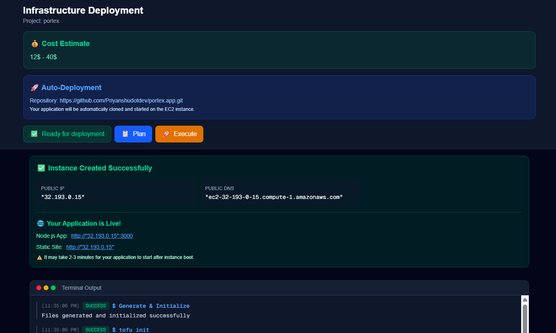 Infrastructure Deployment
Project: portex
Cost Estimate
12$ - 40$
Auto-Deployment
Repository: https://github.com/Priyanshudotdev/portex.app.git
Your application will be automatically cloned and started on the EC2 instance.
Ready for deployment Plan Execute
Instance Created Successfully
PUBLIC IP PUBLIC DNS
"32.193.0.15" "ec2-32-193-0-15.compute-1.amazonaws.com"
Your Application is Live!
Node.js App: http://"32.193.0.15":3000
Static Site: http://"32.193.0.15"
It may take 2-3 minutes for your application to start after instance boot.
Terminal Output
[11:35:00 PM] SUCCESS $ Generate & Initialize
Files generated and initialized successfully
[11:35:00 PM] SUCCESS $ tofu init